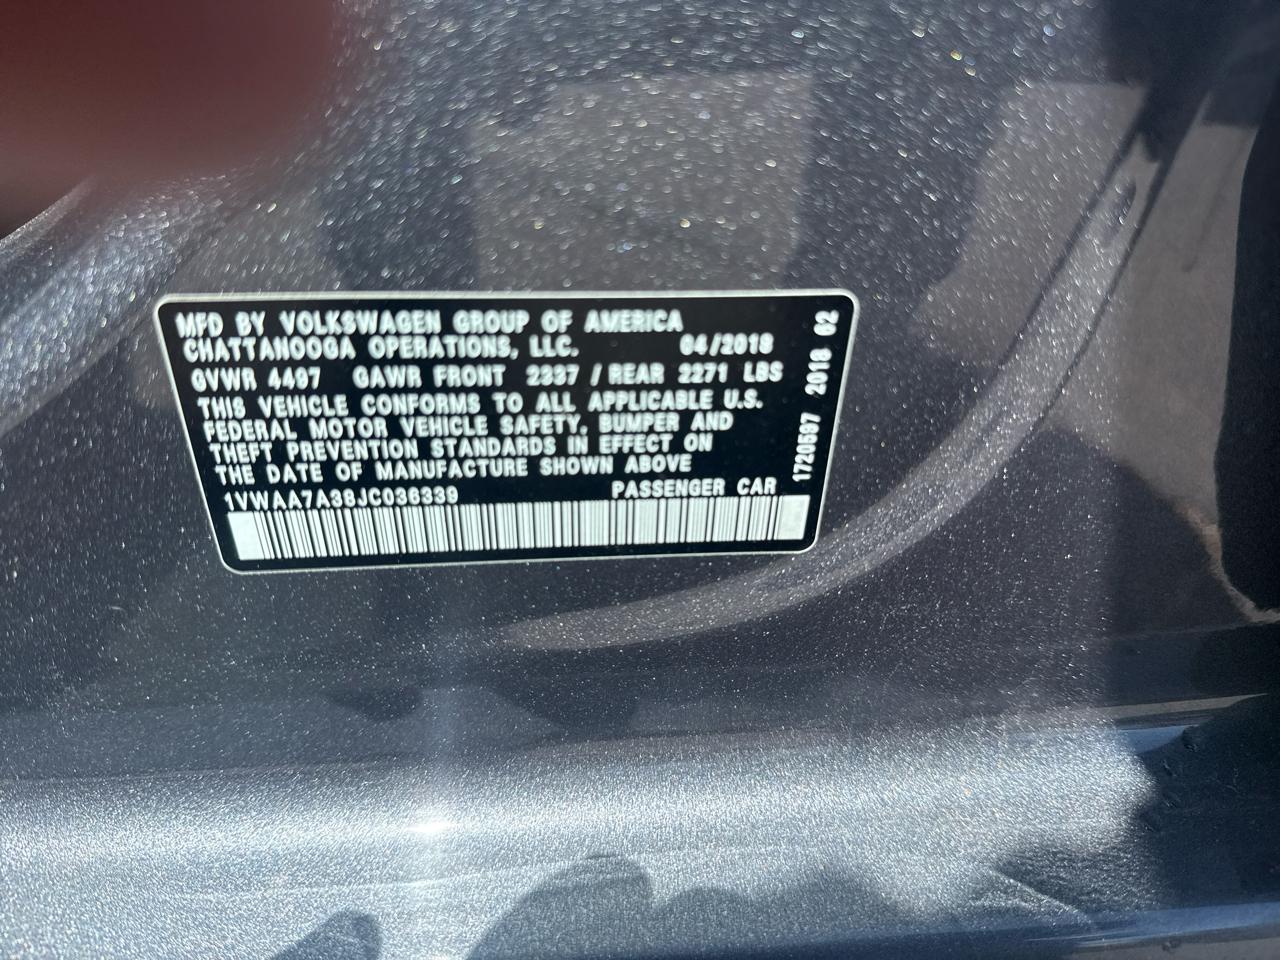 MFD BY VOLKSWAGEN GROUP OF AMERICA
CHATTANOOGA OPERATIONS, LLC. 04/2018
GVWR 4497 GAWR FRONT 2337 / REAR 2271 LBS
THIS VEHICLE CONFORMS TO ALL APPLICABLE U.S.
FEDERAL MOTOR VEHICLE SAFETY, BUMPER AND
THEFT PREVENTION STANDARDS IN EFFECT ON
THE DATE OF MANUFACTURE SHOWN ABOVE
1VWAA7A38JC036339 PASSENGER CAR
1720597 2018 02